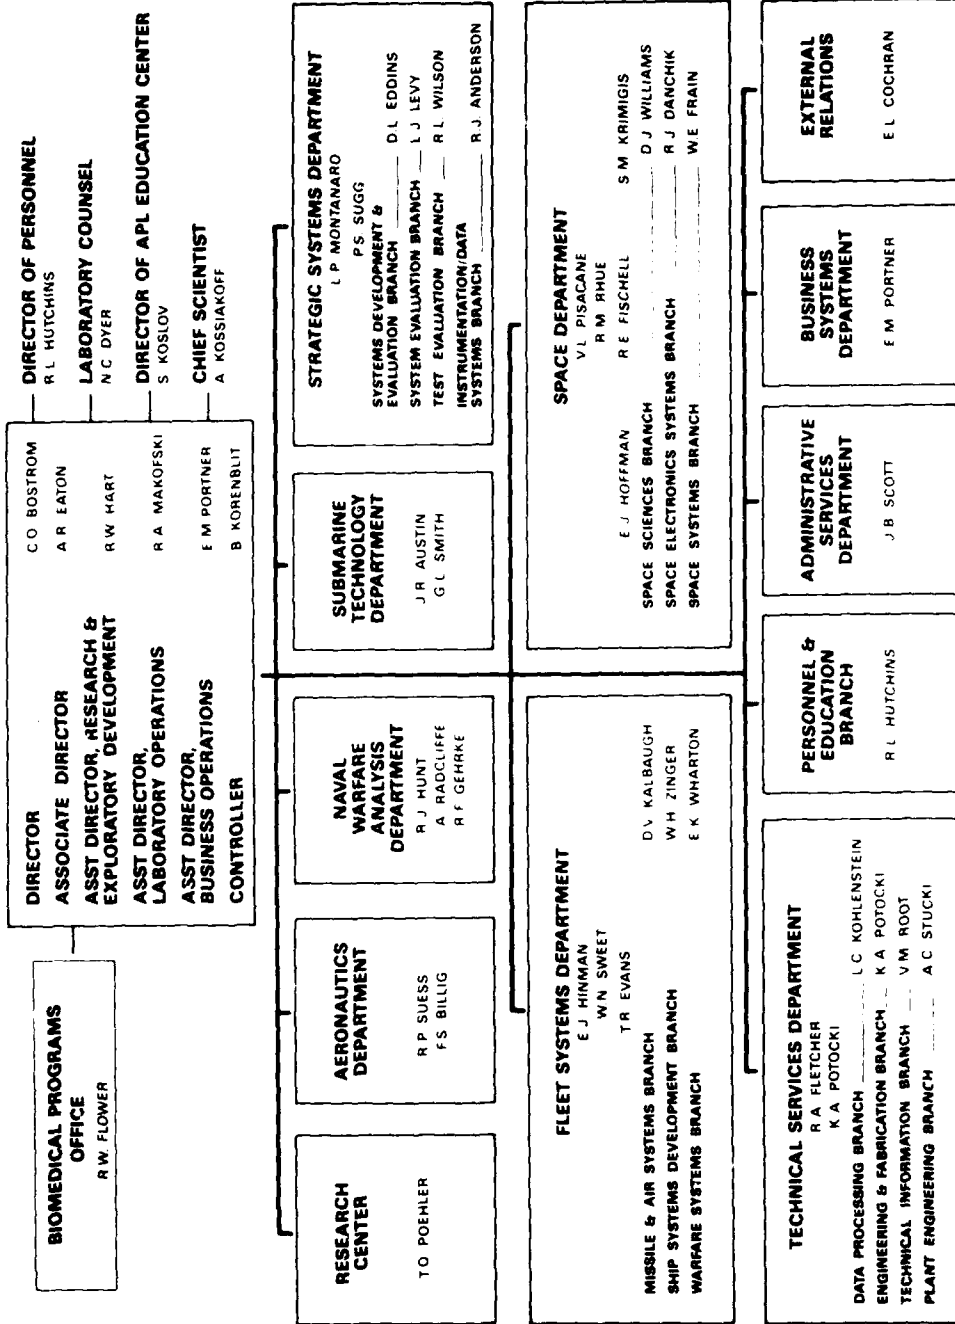 BIOMEDICAL PROGRAMS
OFFICE
R W. FLOWER
DIRECTOR C O BOSTROM
ASSOCIATE DIRECTOR A R EATON
ASST DIRECTOR, RESEARCH &
EXPLORATORY DEVELOPMENT R W HART
ASST DIRECTOR,
LABORATORY OPERATIONS R A MAKOFSKI
ASST DIRECTOR,
BUSINESS OPERATIONS E M PORTNER
CONTROLLER B KORENBLIT
DIRECTOR OF PERSONNEL
R L HUTCHINS
LABORATORY COUNSEL
N C DYER
DIRECTOR OF APL EDUCATION CENTER
S KOSLOV
CHIEF SCIENTIST
A KOSSIAKOFF
RESEARCH
CENTER
T O POEHLER
AERONAUTICS
DEPARTMENT
R P SUESS
F S BILLIG
NAVAL
WARFARE
ANALYSIS
DEPARTMENT
R J HUNT
A RADCLIFFE
R F GEHRKE
SUBMARINE
TECHNOLOGY
DEPARTMENT
J R AUSTIN
G L SMITH
STRATEGIC SYSTEMS DEPARTMENT
L P MONTANARO
P S SUGG
SYSTEMS DEVELOPMENT &
EVALUATION BRANCH D L EDDINS
SYSTEM EVALUATION BRANCH L J LEVY
TEST EVALUATION BRANCH R L WILSON
INSTRUMENTATION/DATA
SYSTEMS BRANCH R.J. ANDERSON
FLEET SYSTEMS DEPARTMENT
E J HINMAN
W N SWEET
T R EVANS
MISSILE & AIR SYSTEMS BRANCH D V KALBAUGH
SHIP SYSTEMS DEVELOPMENT BRANCH W H ZINGER
WARFARE SYSTEMS BRANCH E K WHARTON
SPACE DEPARTMENT
V L PISACANE
R M RHUE
E J HOFFMAN R E FISCHELL S M KRIMIGIS
SPACE SCIENCES BRANCH D J WILLIAMS
SPACE ELECTRONICS SYSTEMS BRANCH R J DANCHIK
SPACE SYSTEMS BRANCH W.E. FRAIN
TECHNICAL SERVICES DEPARTMENT
R A FLETCHER
K A POTOCKI
DATA PROCESSING BRANCH L C KOHLENSTEIN
ENGINEERING & FABRICATION BRANCH K A POTOCKI
TECHNICAL INFORMATION BRANCH V M ROOT
PLANT ENGINEERING BRANCH A C STUCKI
PERSONNEL &
EDUCATION
BRANCH
R L HUTCHINS
ADMINISTRATIVE
SERVICES
DEPARTMENT
J B SCOTT
BUSINESS
SYSTEMS
DEPARTMENT
E M PORTNER
EXTERNAL
RELATIONS
E L COCHRAN